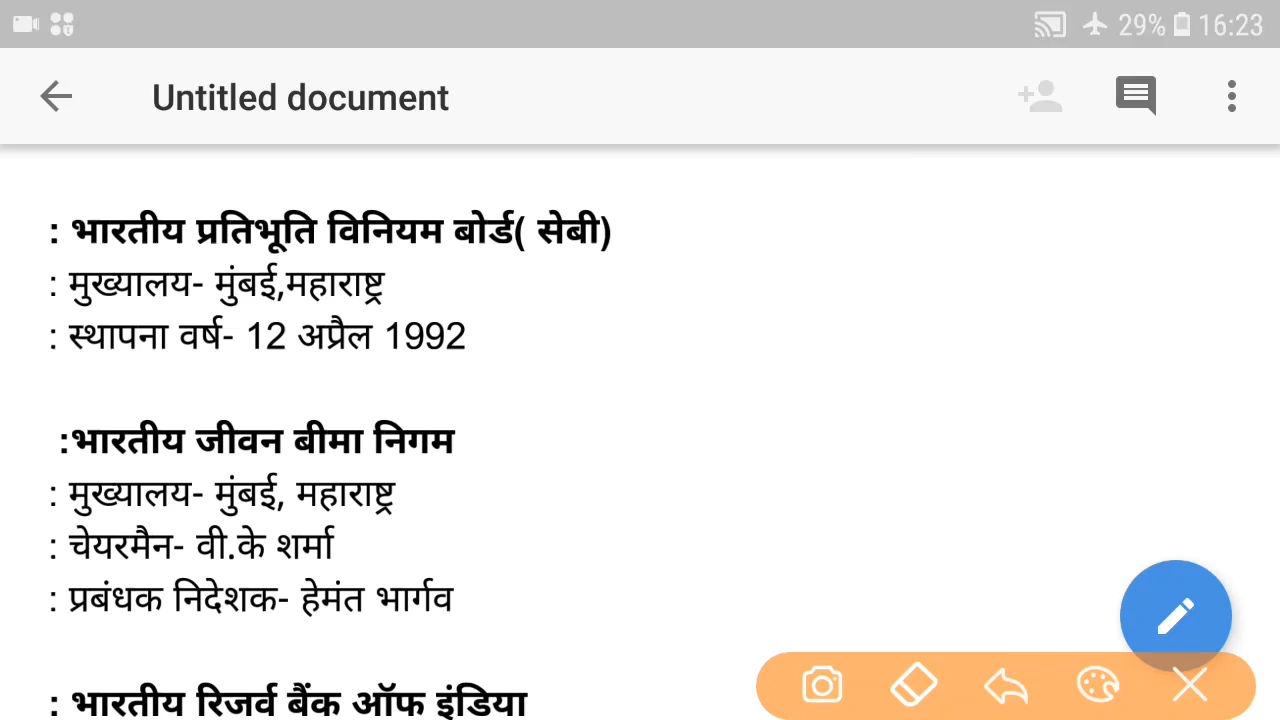 29% 16:23
Untitled document
: भारतीय प्रतिभूति विनियम बोर्ड( सेबी)
: मुख्यालय- मुंबई,महाराष्ट्र
: स्थापना वर्ष- 12 अप्रैल 1992
:भारतीय जीवन बीमा निगम
: मुख्यालय- मुंबई, महाराष्ट्र
: चेयरमैन- वी.के शर्मा
: प्रबंधक निदेशक- हेमंत भार्गव
: भारतीय रिजर्व बैंक ऑफ इंडिया